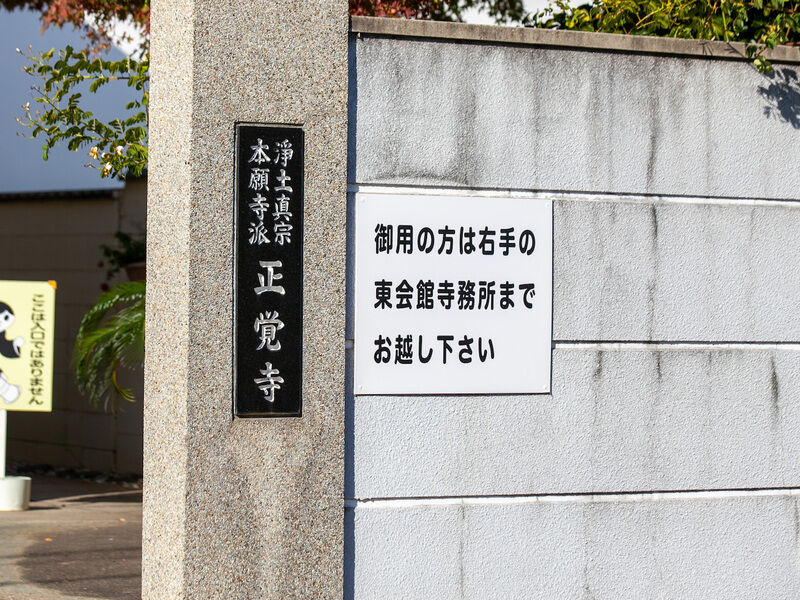 浄土真宗
本願寺派
正覚寺
御用の方は右手の
東会館寺務所まで
お越し下さい
ここは入口ではありません